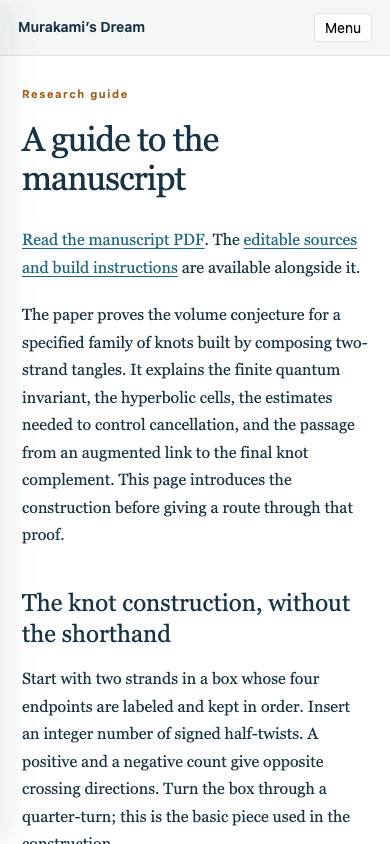 Murakami’s Dream
Menu
Research guide
A guide to the
manuscript
Read the manuscript PDF. The editable sources
and build instructions are available alongside it.
The paper proves the volume conjecture for a
specified family of knots built by composing two-
strand tangles. It explains the finite quantum
invariant, the hyperbolic cells, the estimates
needed to control cancellation, and the passage
from an augmented link to the final knot
complement. This page introduces the
construction before giving a route through that
proof.
The knot construction, without
the shorthand
Start with two strands in a box whose four
endpoints are labeled and kept in order. Insert
an integer number of signed half-twists. A
positive and a negative count give opposite
crossing directions. Turn the box through a
quarter-turn; this is the basic piece used in the
construction